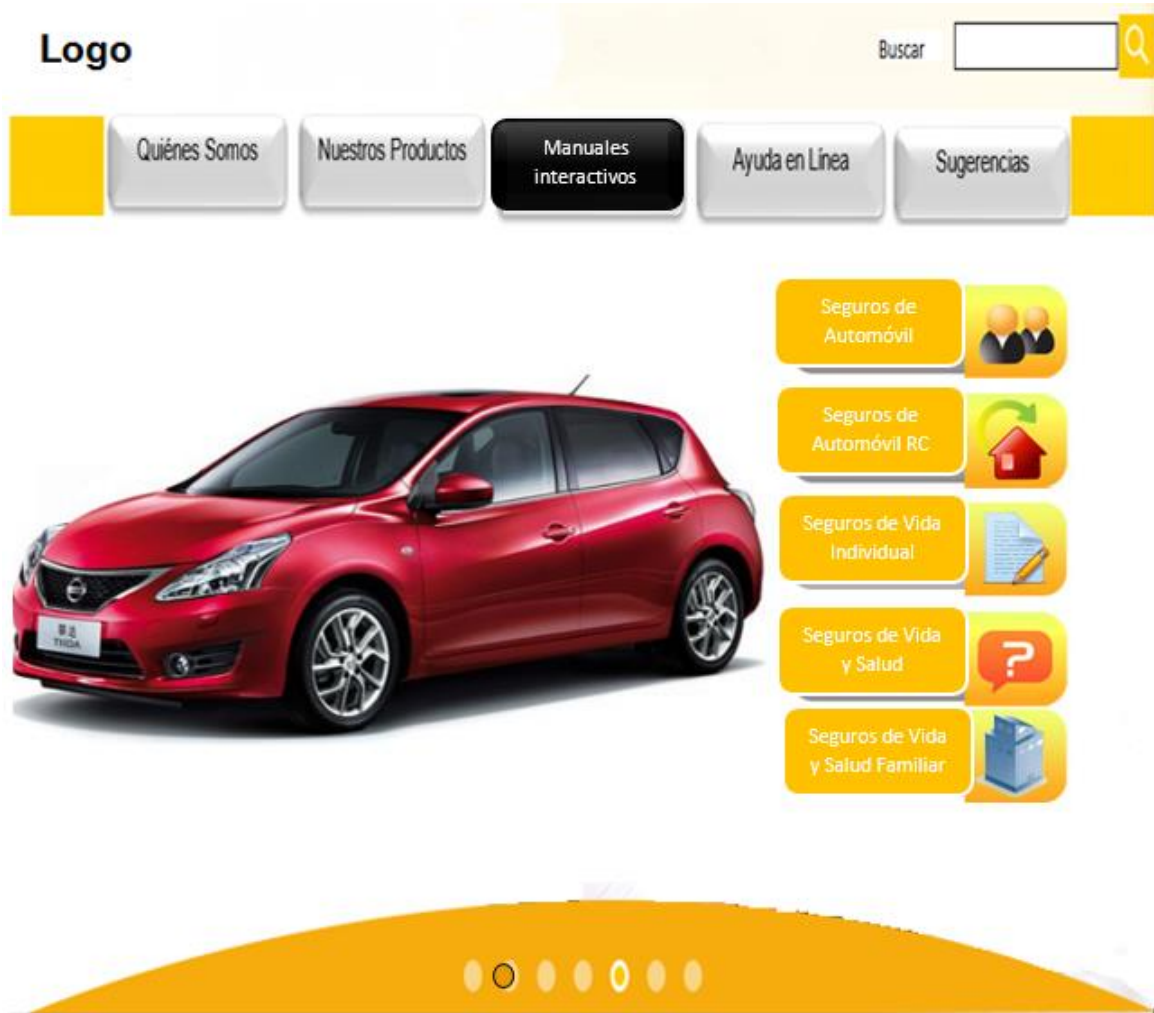 Logo
Buscar
Quiénes Somos
Nuestros Productos
Manuales
interactivos
Ayuda en Línea
Sugerencias
Seguros de
Automóvil
Seguros de
Automóvil RC
Seguros de Vida
Individual
Seguros de Vida
y Salud
Seguros de Vida
y Salud Familiar
?
TIIDA